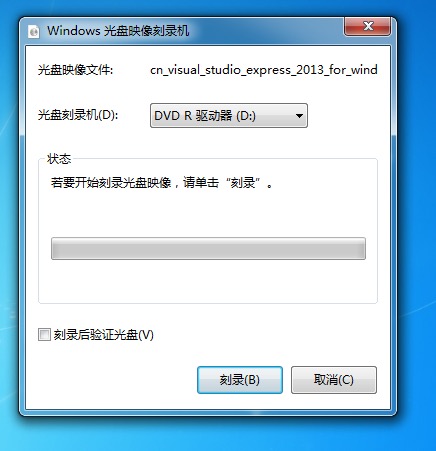 Windows 光盘映像刻录机
光盘映像文件: cn_visual_studio_express_2013_for_wind
光盘刻录机(D): DVD R 驱动器 (D:)
状态
若要开始刻录光盘映像，请单击“刻录”。
刻录后验证光盘(V)
刻录(B) 取消(C)